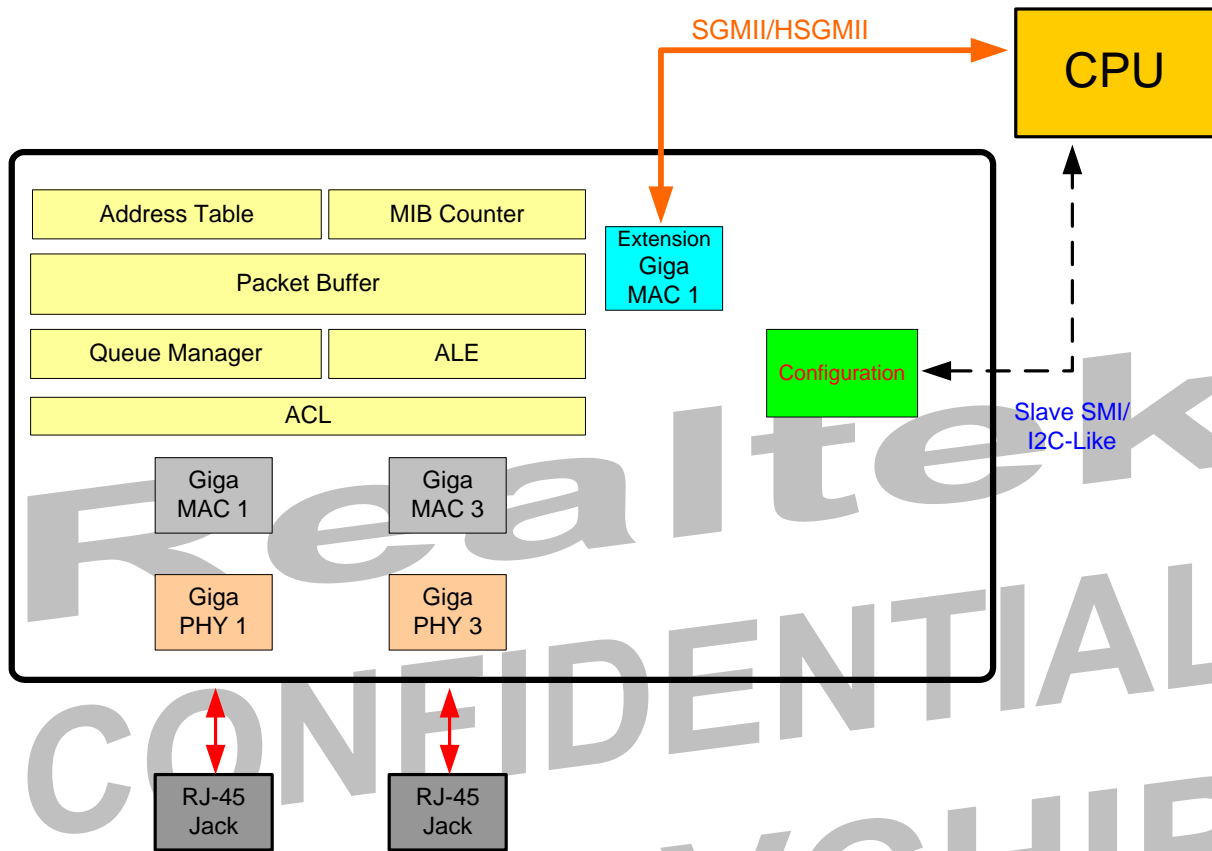 SGMII/HSGMII
CPU
Address Table
MIB Counter
Extension
Giga
MAC 1
Packet Buffer
Queue Manager
ALE
Configuration
ACL
Slave SMI/
I2C-Like
Giga
MAC 1
Giga
MAC 3
Giga
PHY 1
Giga
PHY 3
RJ-45
Jack
RJ-45
Jack
Realtek
CONFIDENTIAL